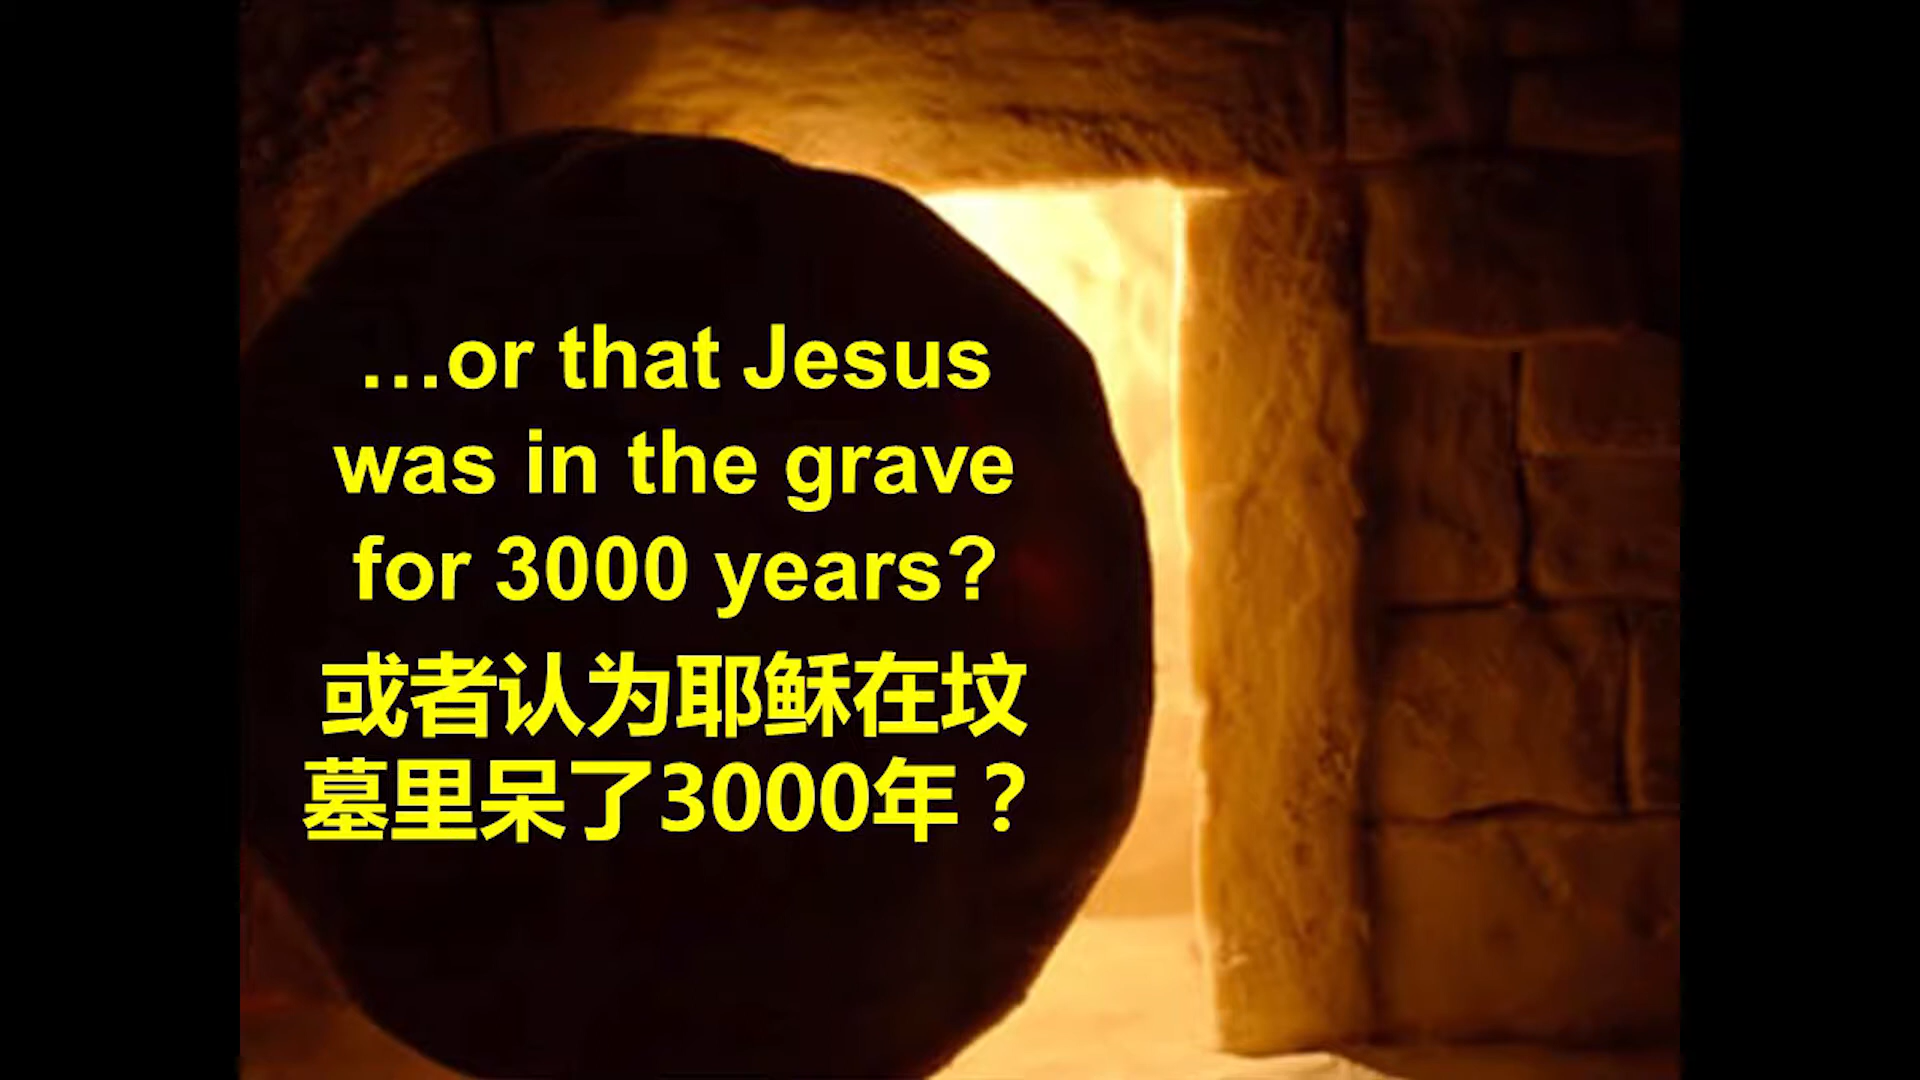 …or that Jesus
was in the grave
for 3000 years?
或者认为耶稣在坟
墓里呆了3000年？